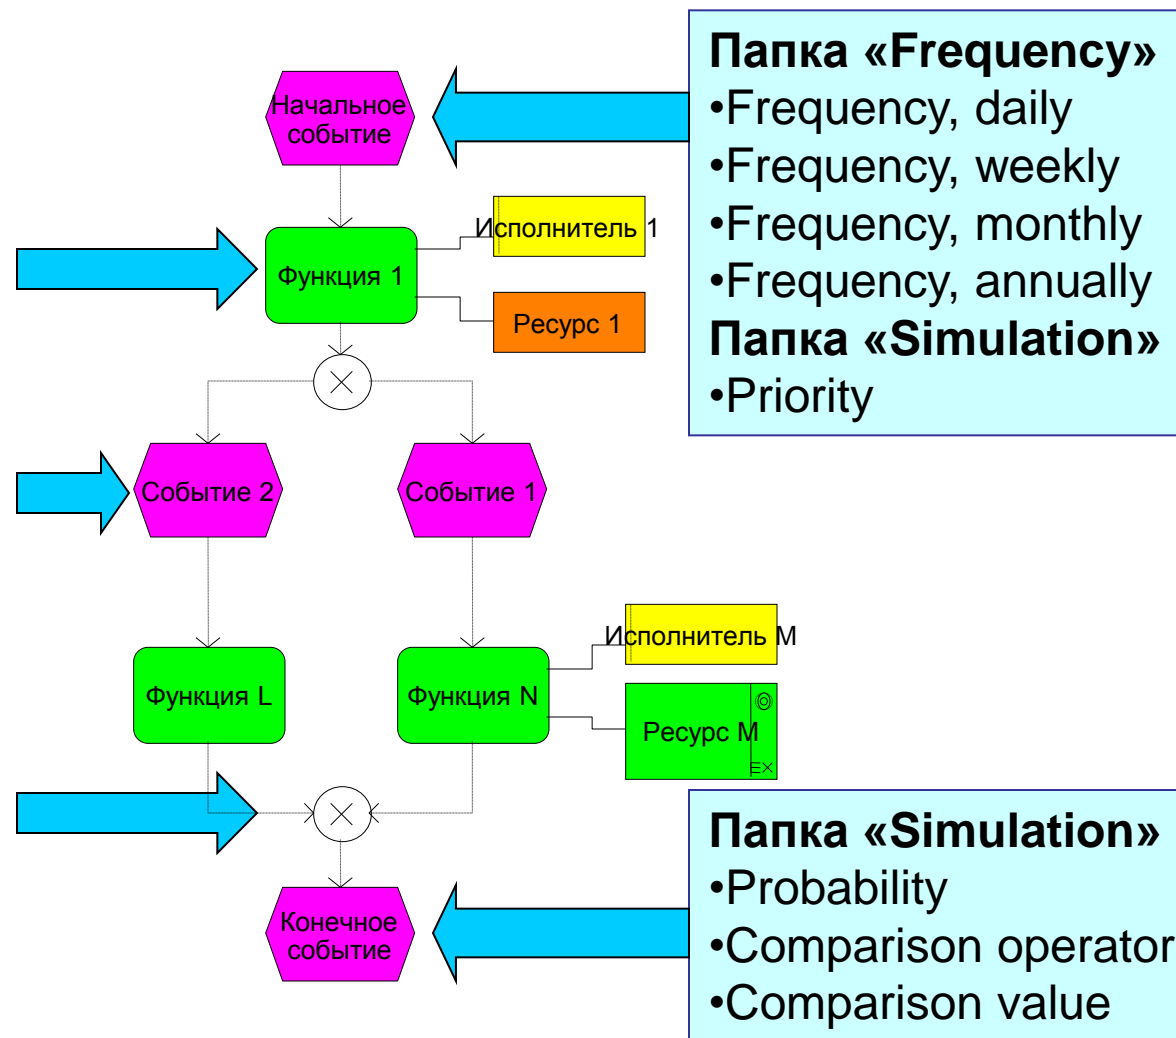 Папка «Frequency»
•Frequency, daily
•Frequency, weekly
•Frequency, monthly
•Frequency, annually
Папка «Simulation»
•Priority
Начальное
событие
Исполнитель 1
Функция 1
Ресурс 1
Событие 2
Событие 1
Исполнитель M
Функция L
Функция N
Ресурс M
EX
Папка «Simulation»
•Probability
•Comparison operator
•Comparison value
Конечное
событие